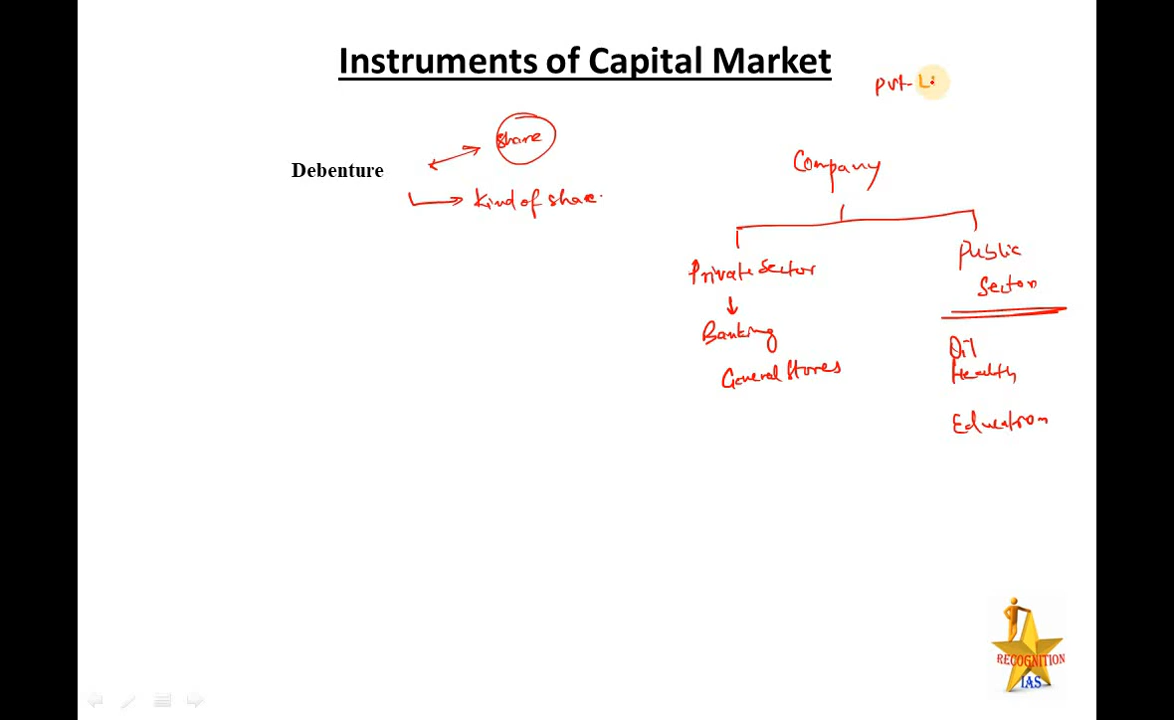 Instruments of Capital Market
Pvt- Li
share
Debenture
Company
Kind of share.
Public
Sector
Private Sector
Banking
General Stores
Oil
Health
Education
RECOGNITION
IAS